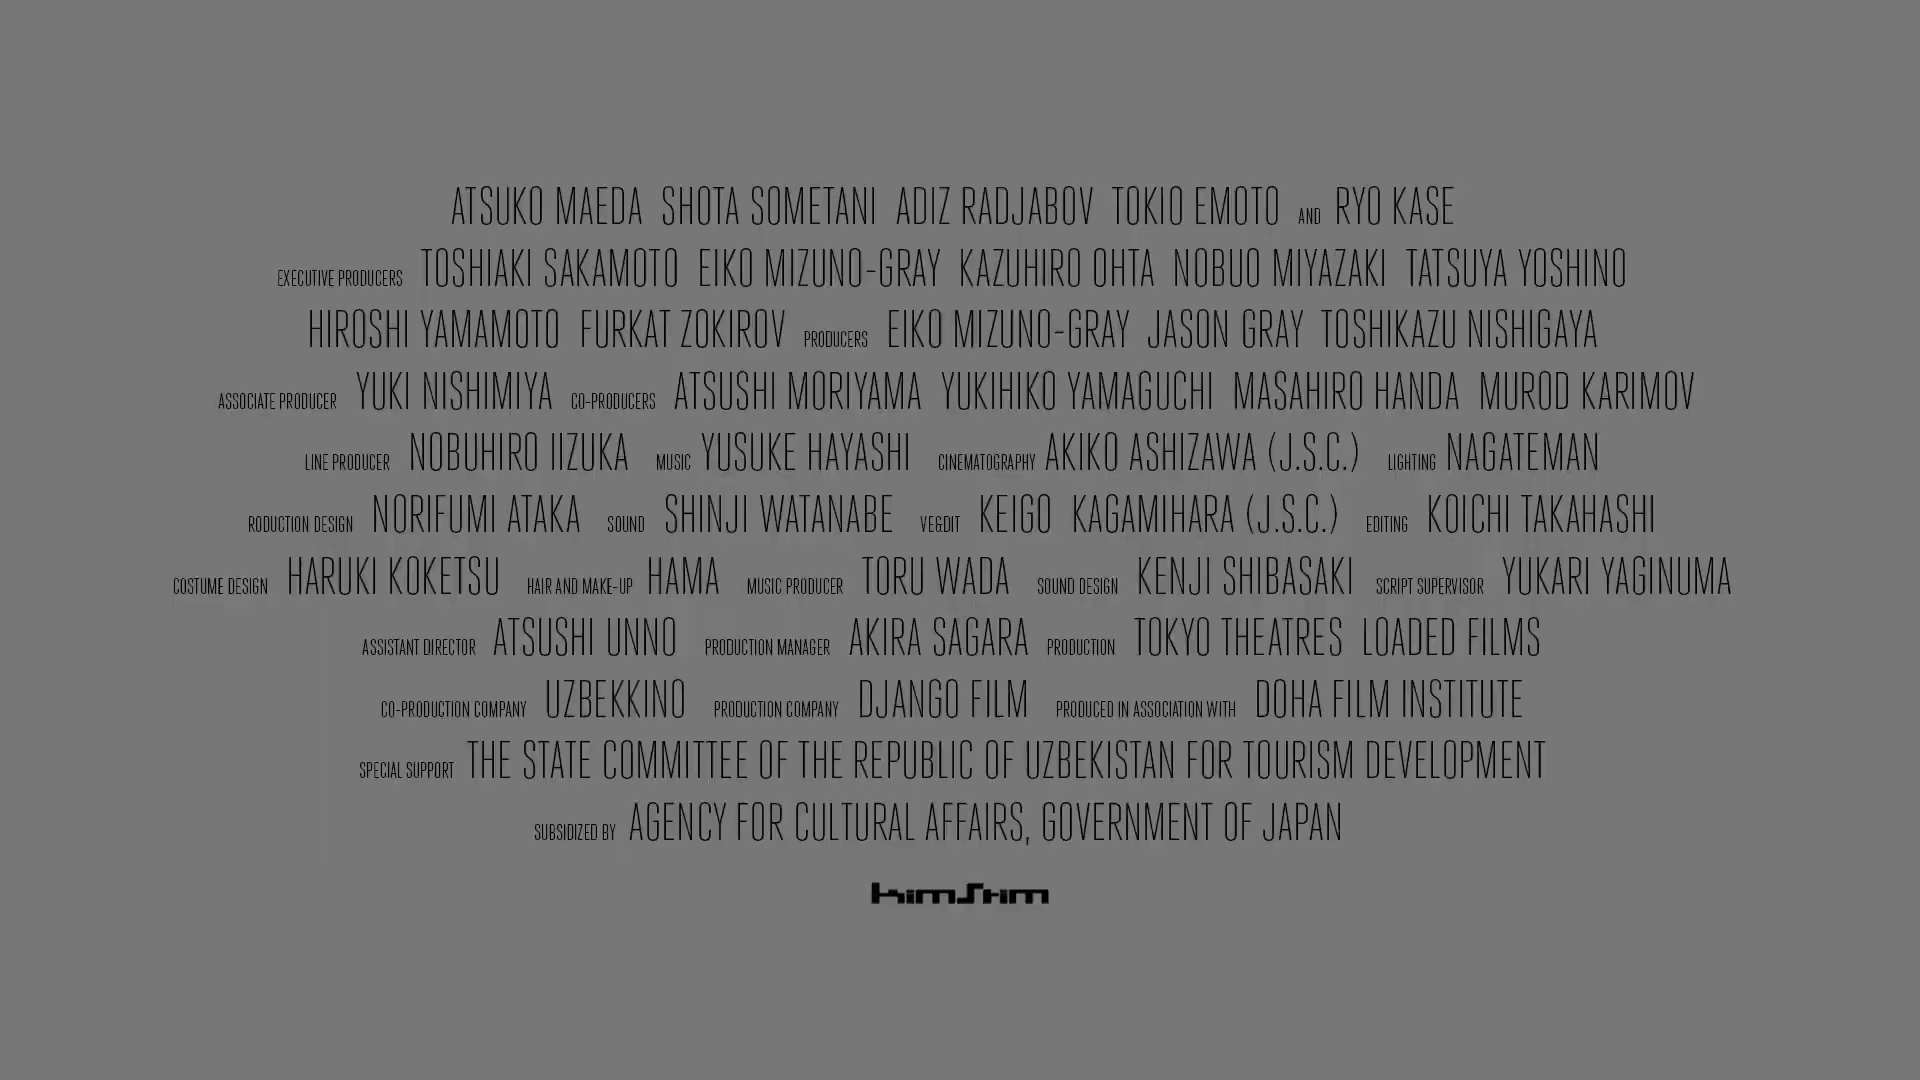 ATSUKO MAEDA SHOTA SOMETANI ADIZ RADJABOV TOKIO EMOTO AND RYO KASE
EXECUTIVE PRODUCERS TOSHIAKI SAKAMOTO EIKO MIZUNO-GRAY KAZUHIRO OHTA NOBUO MIYAZAKI TATSUYA YOSHINO
HIROSHI YAMAMOTO FURKAT ZOKIROV PRODUCERS EIKO MIZUNO-GRAY JASON GRAY TOSHIKAZU NISHIGAYA
ASSOCIATE PRODUCER YUKI NISHIMIYA CO-PRODUCERS ATSUSHI MORIYAMA YUKIHIKO YAMAGUCHI MASAHIRO HANDA MUROD KARIMOV
LINE PRODUCER NOBUHIRO IIZUKA MUSIC YUSUKE HAYASHI CINEMATOGRAPHY AKIKO ASHIZAWA (J.S.C.) LIGHTING NAGATEMAN
RODUCTION DESIGN NORIFUMI ATAKA SOUND SHINJI WATANABE VE&DIT KEIGO KAGAMIHARA (J.S.C.) EDITING KOICHI TAKAHASHI
COSTUME DESIGN HARUKI KOKETSU HAIR AND MAKE-UP HAMA MUSIC PRODUCER TORU WADA SOUND DESIGN KENJI SHIBASAKI SCRIPT SUPERVISOR YUKARI YAGINUMA
ASSISTANT DIRECTOR ATSUSHI UNNO PRODUCTION MANAGER AKIRA SAGARA PRODUCTION TOKYO THEATRES LOADED FILMS
CO-PRODUCTION COMPANY UZBEKKINO PRODUCTION COMPANY DJANGO FILM PRODUCED IN ASSOCIATION WITH DOHA FILM INSTITUTE
SPECIAL SUPPORT THE STATE COMMITTEE OF THE REPUBLIC OF UZBEKISTAN FOR TOURISM DEVELOPMENT
SUBSIDIZED BY AGENCY FOR CULTURAL AFFAIRS, GOVERNMENT OF JAPAN
kimStim